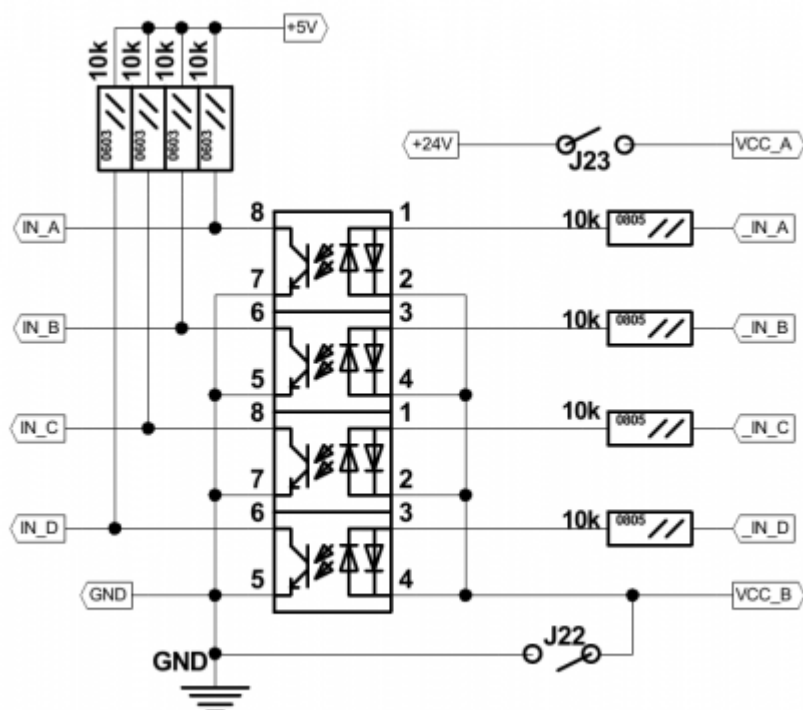 +5V
10k 10k 10k 10k
0603 0603 0603 0603
+24V J23 VCC_A
IN_A 8 1 10k 0805 _IN_A
7 2
IN_B 6 3 10k 0805 _IN_B
5 4
IN_C 8 1 10k 0805 _IN_C
7 2
IN_D 6 3 10k 0805 _IN_D
GND 5 4 VCC_B
J22
GND